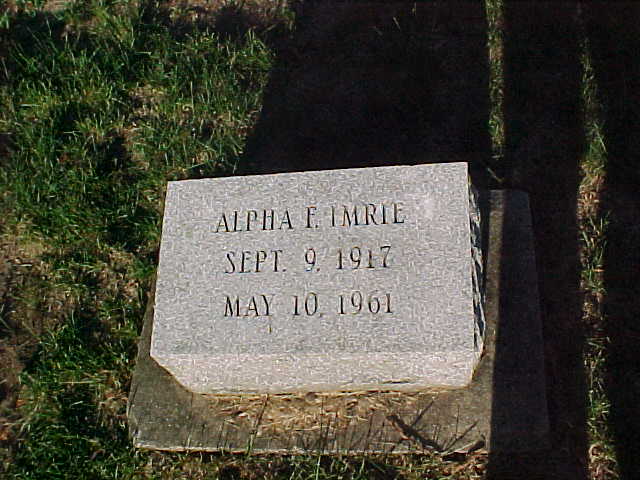 ALPHA F. IMRIE
SEPT. 9, 1917
MAY 10, 1961